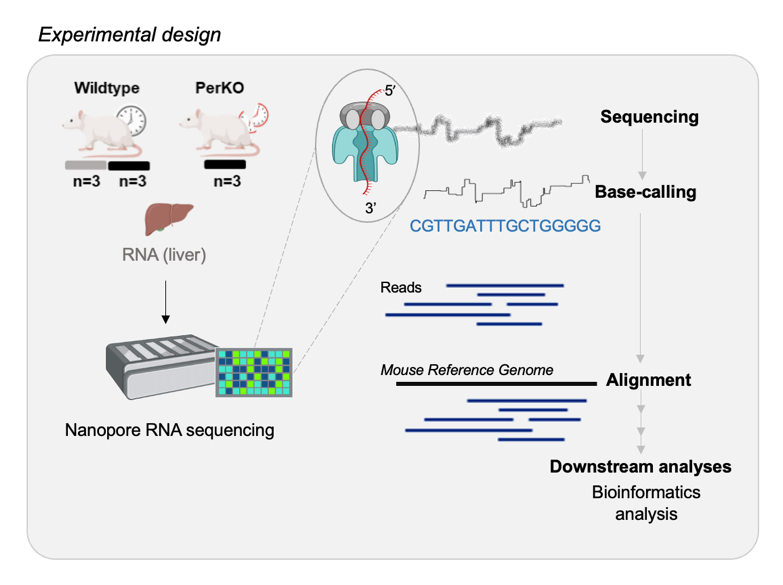 Experimental design
Wildtype
PerKO
n=3 n=3
n=3
RNA (liver)
Nanopore RNA sequencing
5'
3'
Sequencing
Base-calling
CGTTGATTTGCTGGGGG
Reads
Mouse Reference Genome
Alignment
Downstream analyses
Bioinformatics
analysis